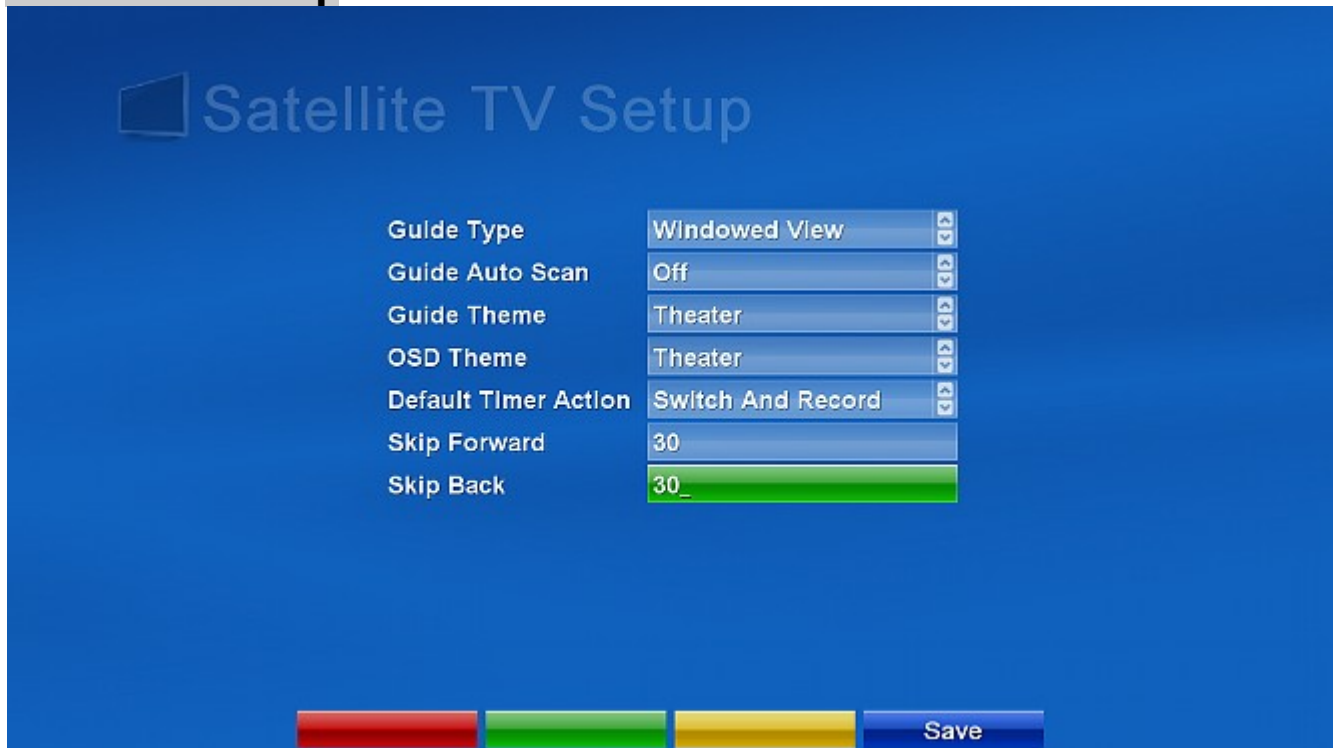 Satellite TV Setup
Guide Type Windowed View
Guide Auto Scan Off
Guide Theme Theater
OSD Theme Theater
Default Timer Action Switch And Record
Skip Forward 30
Skip Back 30_
Save